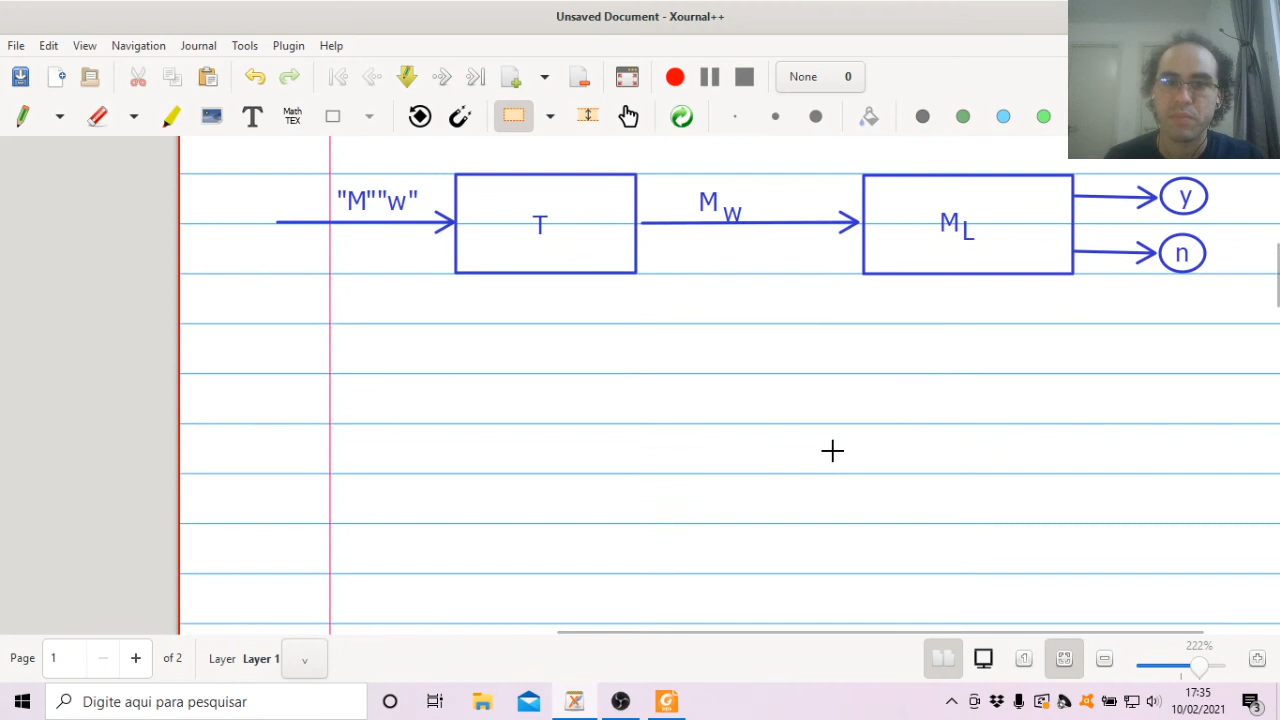 Unsaved Document - Xournal++
File Edit View Navigation Journal Tools Plugin Help
None 0
T Math TEX
"M""w" T M w M L y
n
Page 1 of 2 Layer Layer 1 v 222%
Digite aqui para pesquisar
17:35
10/02/2021
3